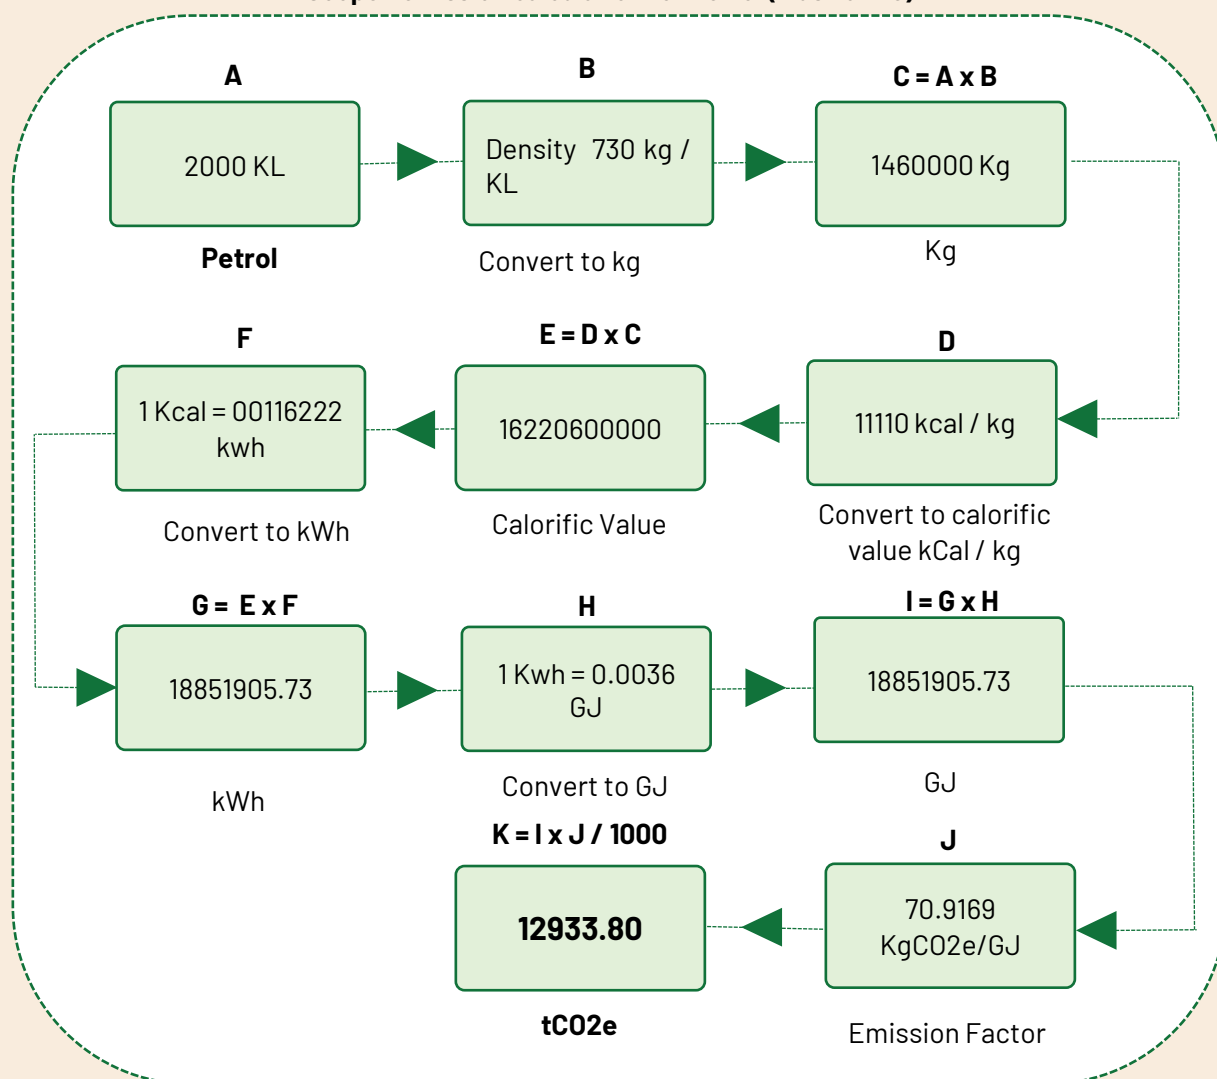 A
2000 KL
Petrol
B
Density 730 kg /
KL
Convert to kg
C = A x B
1460000 Kg
Kg
D
11110 kcal / kg
Convert to calorific
value kCal / kg
E = D x C
16220600000
Calorific Value
F
1 Kcal = 00116222
kwh
Convert to kWh
G = E x F
18851905.73
kWh
H
1 Kwh = 0.0036
GJ
Convert to GJ
I = G x H
18851905.73
GJ
J
70.9169
KgCO2e/GJ
Emission Factor
K = I x J / 1000
12933.80
tCO2e